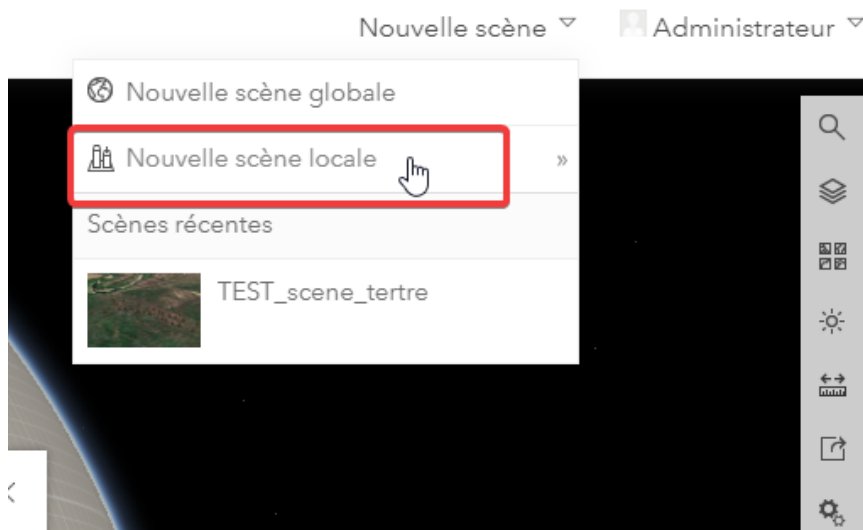 Nouvelle scène Administrateur
Nouvelle scène globale
Nouvelle scène locale »
Scènes récentes
TEST_scene_tertre